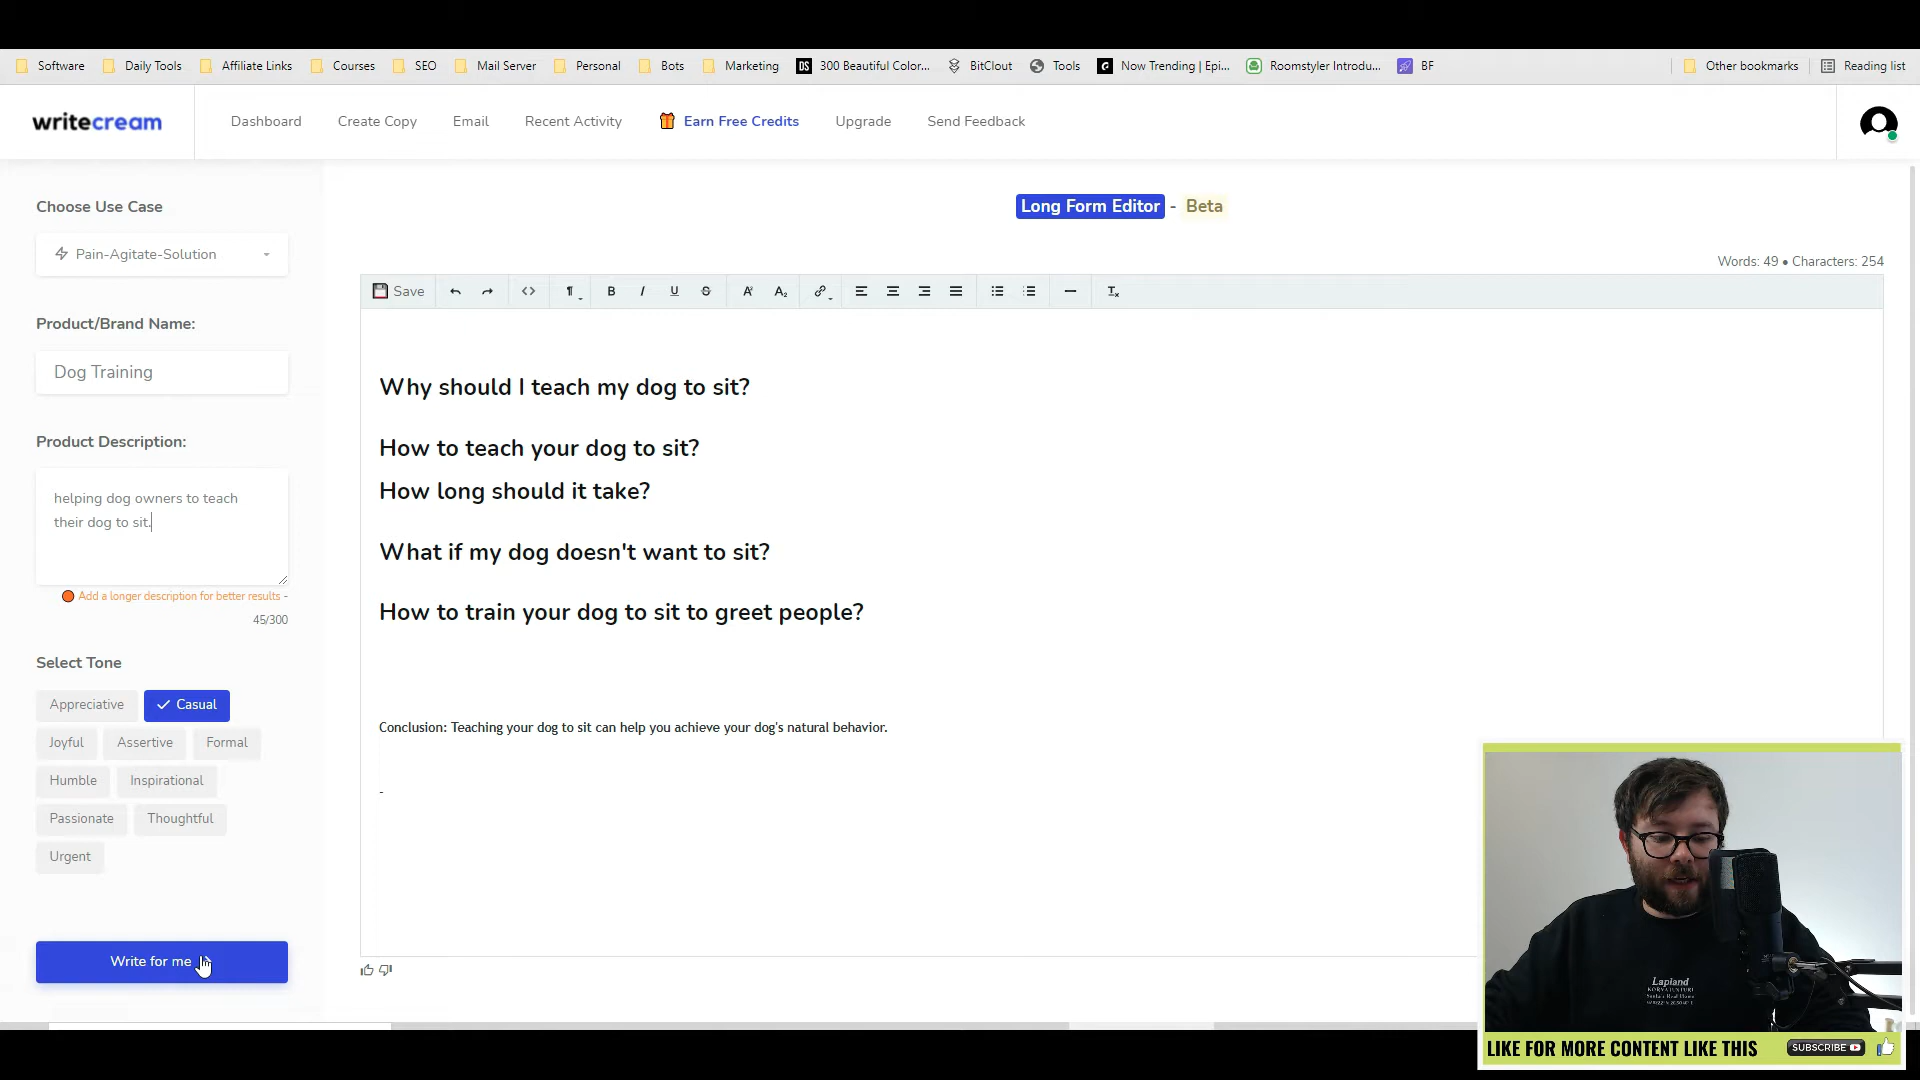 Software Daily Tools Affiliate Links Courses SEO Mail Server Personal Bots Marketing DS 300 Beautiful Color... BitClout Tools Now Trending | Epi... Roomstyler Introdu... BF Other bookmarks Reading list
writecream Dashboard Create Copy Email Recent Activity Earn Free Credits Upgrade Send Feedback
Choose Use Case
Pain-Agitate-Solution
Product/Brand Name:
Dog Training
Product Description:
helping dog owners to teach
their dog to sit.
Add a longer description for better results -
45/300
Select Tone
Appreciative Casual
Joyful Assertive Formal
Humble Inspirational
Passionate Thoughtful
Urgent
Write for me
Long Form Editor - Beta
Words: 49 • Characters: 254
Save
Why should I teach my dog to sit?
How to teach your dog to sit?
How long should it take?
What if my dog doesn't want to sit?
How to train your dog to sit to greet people?
Conclusion: Teaching your dog to sit can help you achieve your dog's natural behavior.
-
Lapland
LIKE FOR MORE CONTENT LIKE THIS SUBSCRIBE